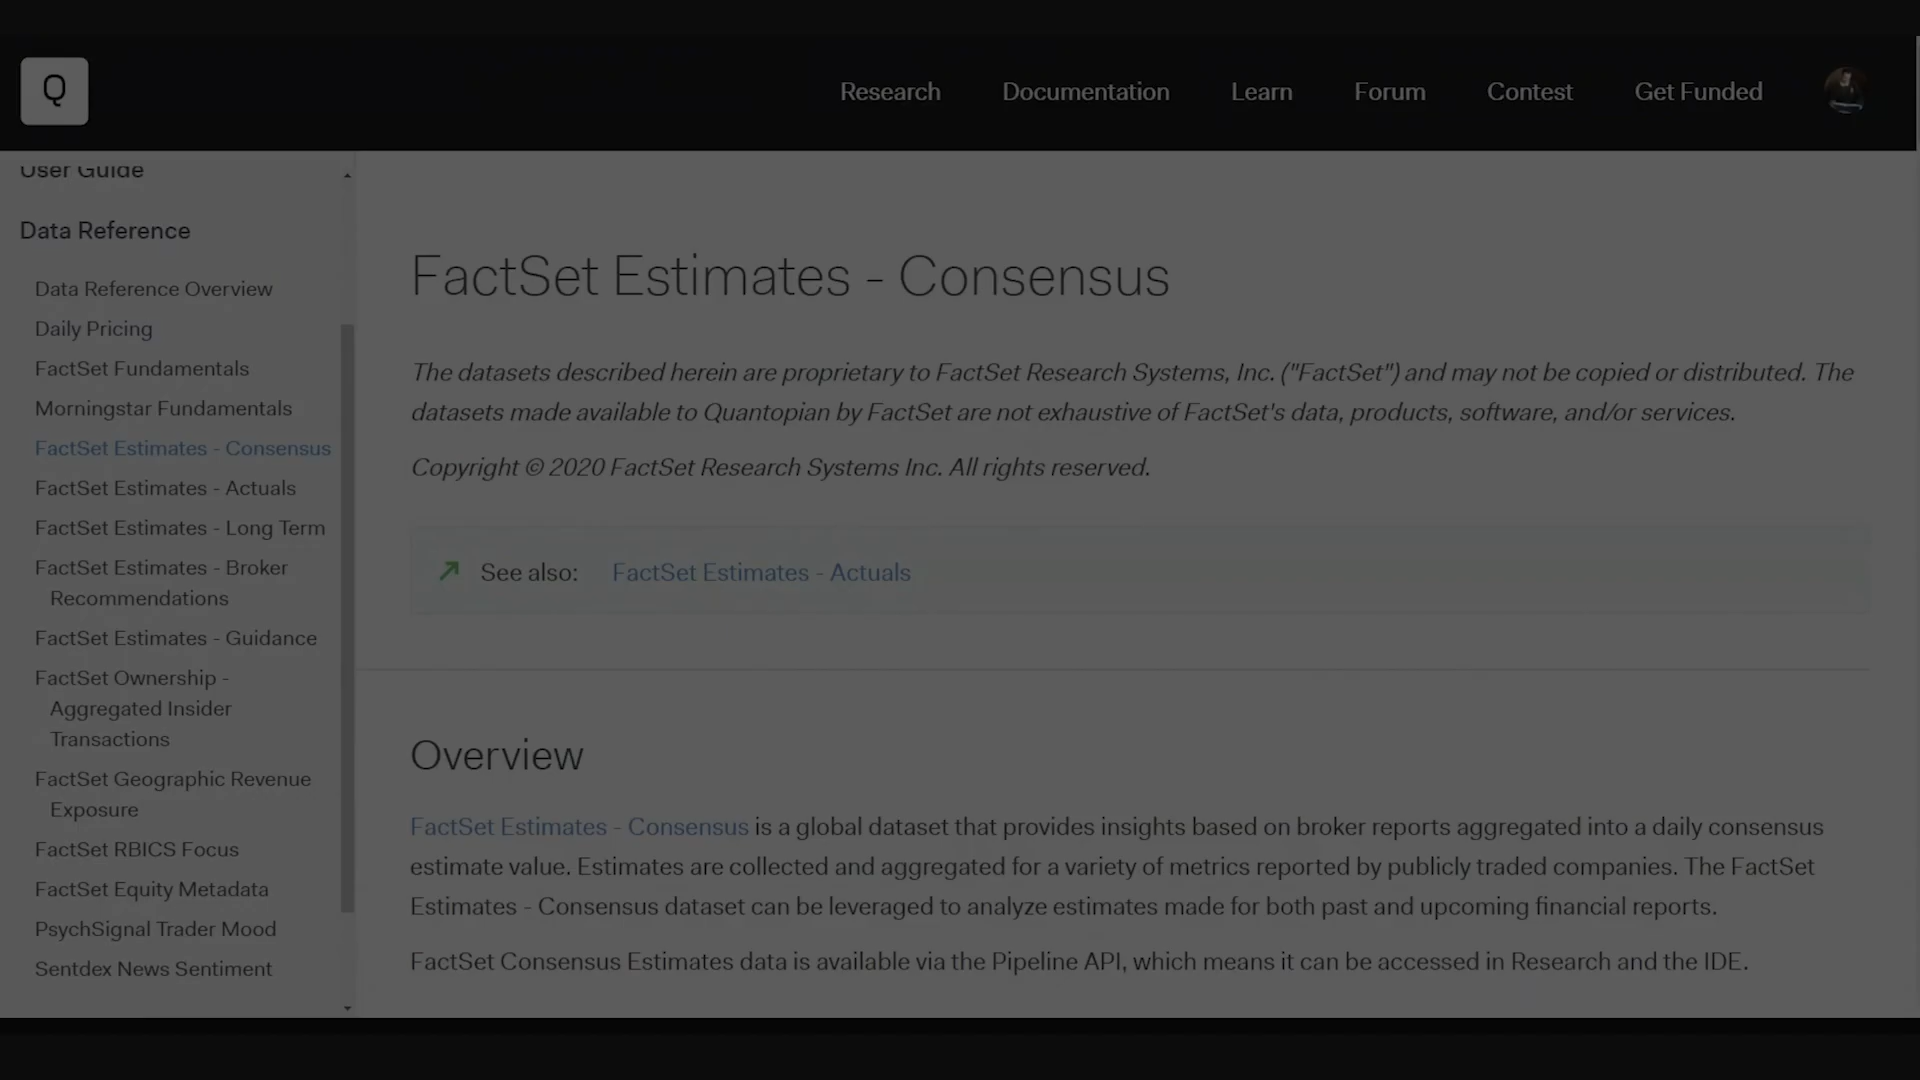 Q
Research Documentation Learn Forum Contest Get Funded
User Guide
Data Reference
Data Reference Overview
Daily Pricing
FactSet Fundamentals
Morningstar Fundamentals
FactSet Estimates - Consensus
FactSet Estimates - Actuals
FactSet Estimates - Long Term
FactSet Estimates - Broker
Recommendations
FactSet Estimates - Guidance
FactSet Ownership -
Aggregated Insider
Transactions
FactSet Geographic Revenue
Exposure
FactSet RBICS Focus
FactSet Equity Metadata
PsychSignal Trader Mood
Sentdex News Sentiment
FactSet Estimates - Consensus
The datasets described herein are proprietary to FactSet Research Systems, Inc. ("FactSet") and may not be copied or distributed. The
datasets made available to Quantopian by FactSet are not exhaustive of FactSet's data, products, software, and/or services.
Copyright © 2020 FactSet Research Systems Inc. All rights reserved.
See also: FactSet Estimates - Actuals
Overview
FactSet Estimates - Consensus is a global dataset that provides insights based on broker reports aggregated into a daily consensus
estimate value. Estimates are collected and aggregated for a variety of metrics reported by publicly traded companies. The FactSet
Estimates - Consensus dataset can be leveraged to analyze estimates made for both past and upcoming financial reports.
FactSet Consensus Estimates data is available via the Pipeline API, which means it can be accessed in Research and the IDE.